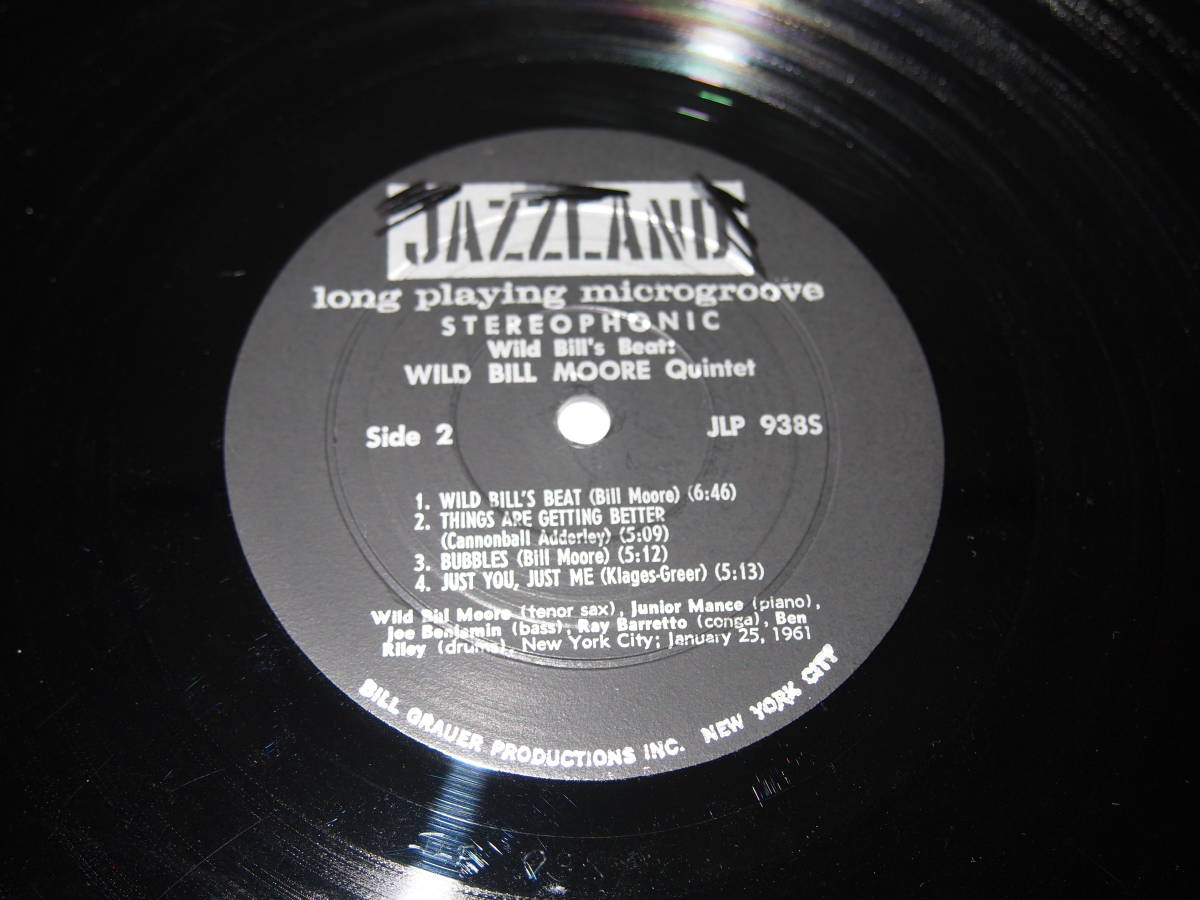 JAZZLAND
long playing microgroove
STEREOPHONIC
Wild Bill's Beat:
WILD BILL MOORE Quintet
Side 2
JLP 938S
1. WILD BILL'S BEAT (Bill Moore) (6:46)
2. THINGS ARE GETTING BETTER
(Cannonball Adderley) (5:09)
3. BUBBLES (Bill Moore) (5:12)
4. JUST YOU, JUST ME (Klages-Greer) (5:13)
Wild Bill Moore (tenor sax), Junior Mance (piano),
Joe Benjamin (bass), Ray Barretto (conga), Ben
Riley (drums), New York City; January 25, 1961
BILL GRAUER PRODUCTIONS INC. NEW YORK CITY